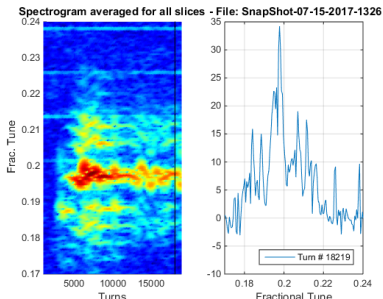 Spectrogram averaged for all slices - File: SnapShot-07-15-2017-1326
0.24
0.23
0.22
0.21
0.2
0.19
0.18
0.17
Frac. Tune
5000 10000 15000
Turns
35
30
25
20
15
10
5
0
-5
-10
Turn # 18219
0.18 0.2 0.22 0.24
Fractional Tune